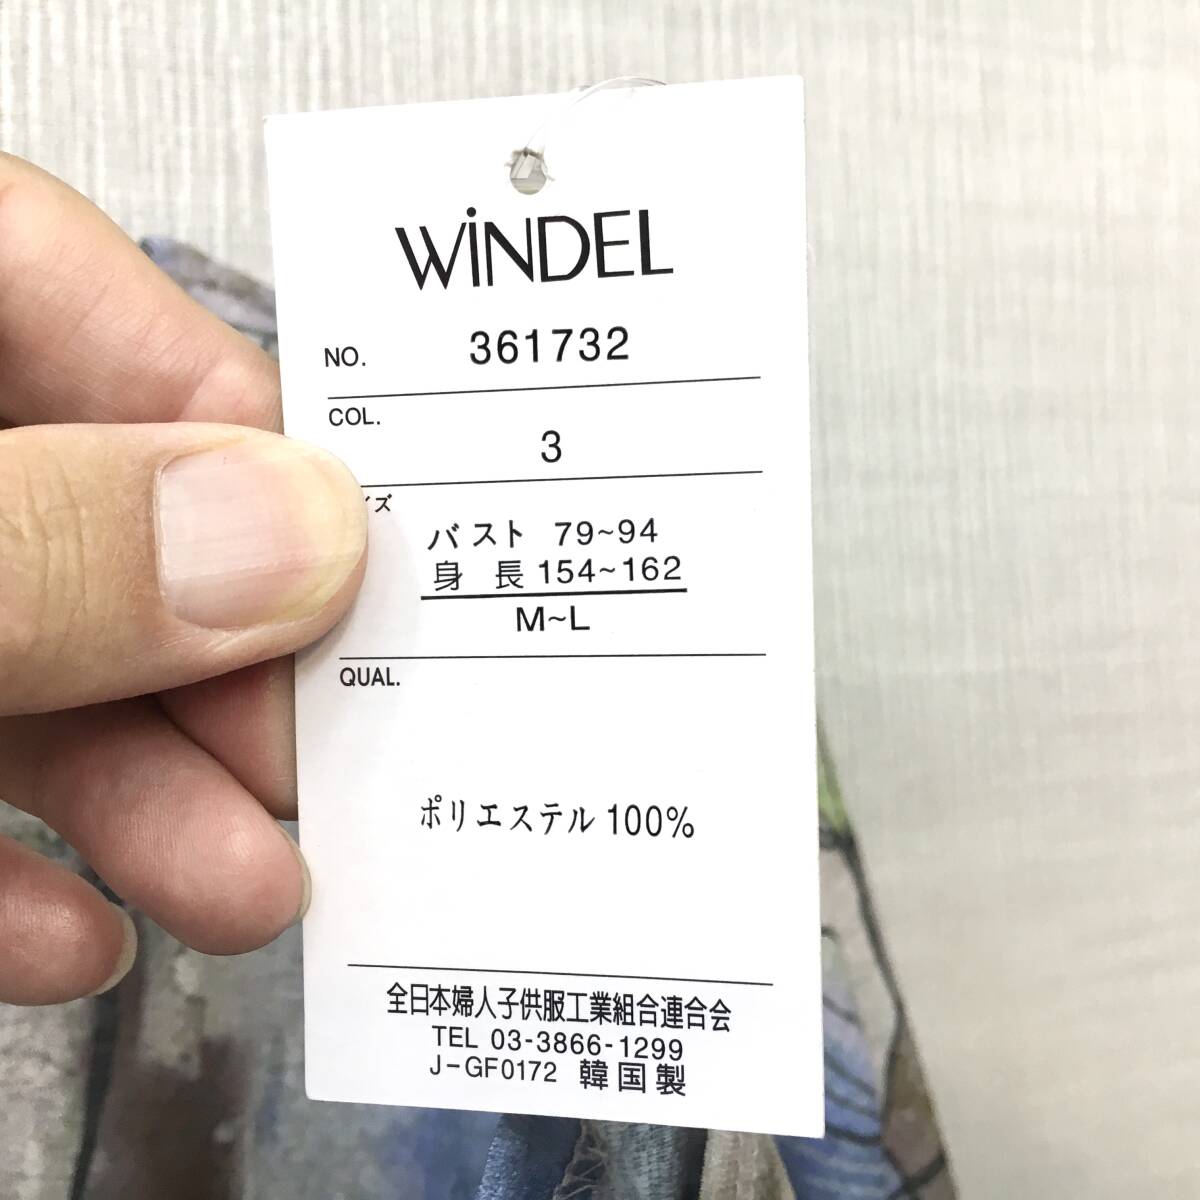 WiNDEL
NO. 361732
COL.
3
イズ
バスト 79~94
身 長 154~162
M~L
QUAL.
ポリエステル 100%
全日本婦人子供服工業組合連合会
TEL 03-3866-1299
J-GF0172 韓国製